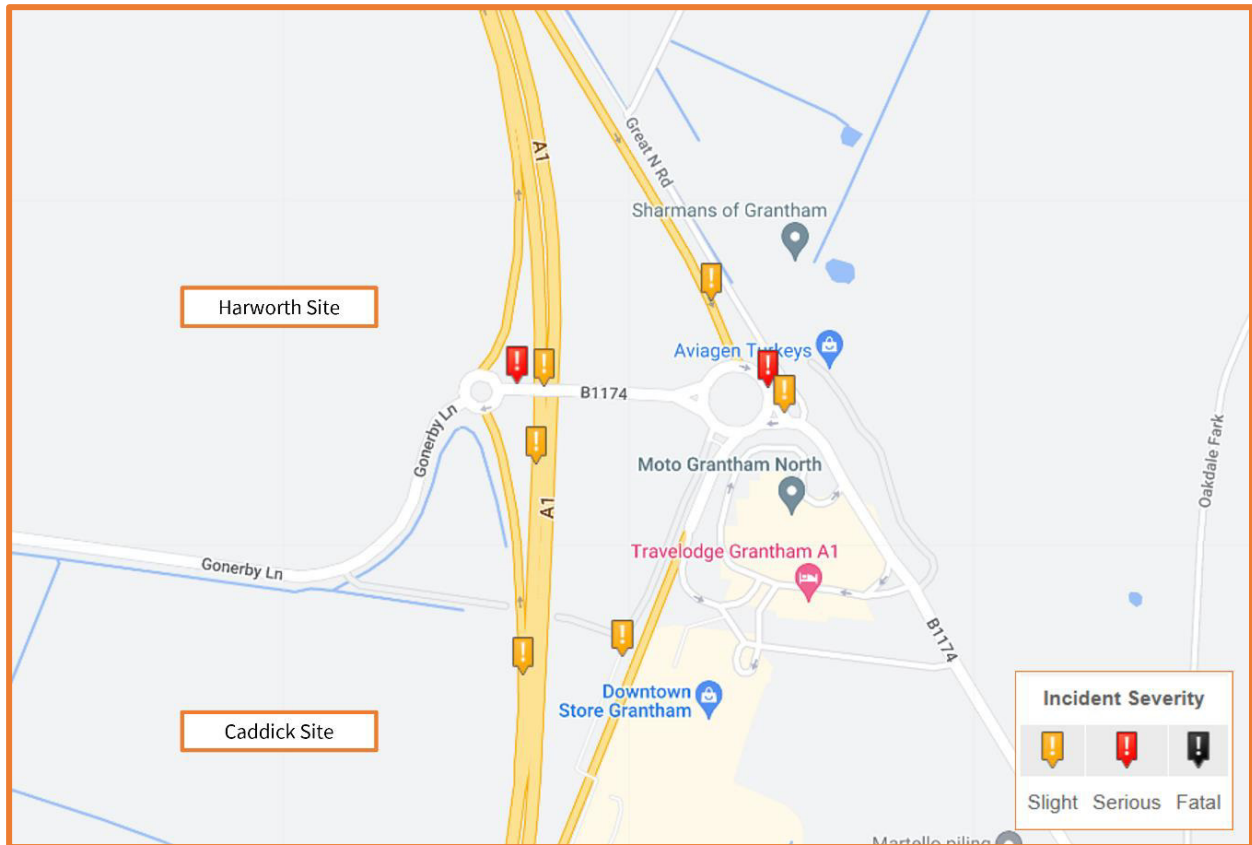 A1
Great N Rd
Sharmans of Grantham
Harworth Site
Aviagen Turkeys
B1174
Gonerby Ln
Moto Grantham North
A1
Oakdale Park
Travelodge Grantham A1
Gonerby Ln
B1174
Downtown
Store Grantham
Caddick Site
Incident Severity
Slight Serious Fatal
Martello piling